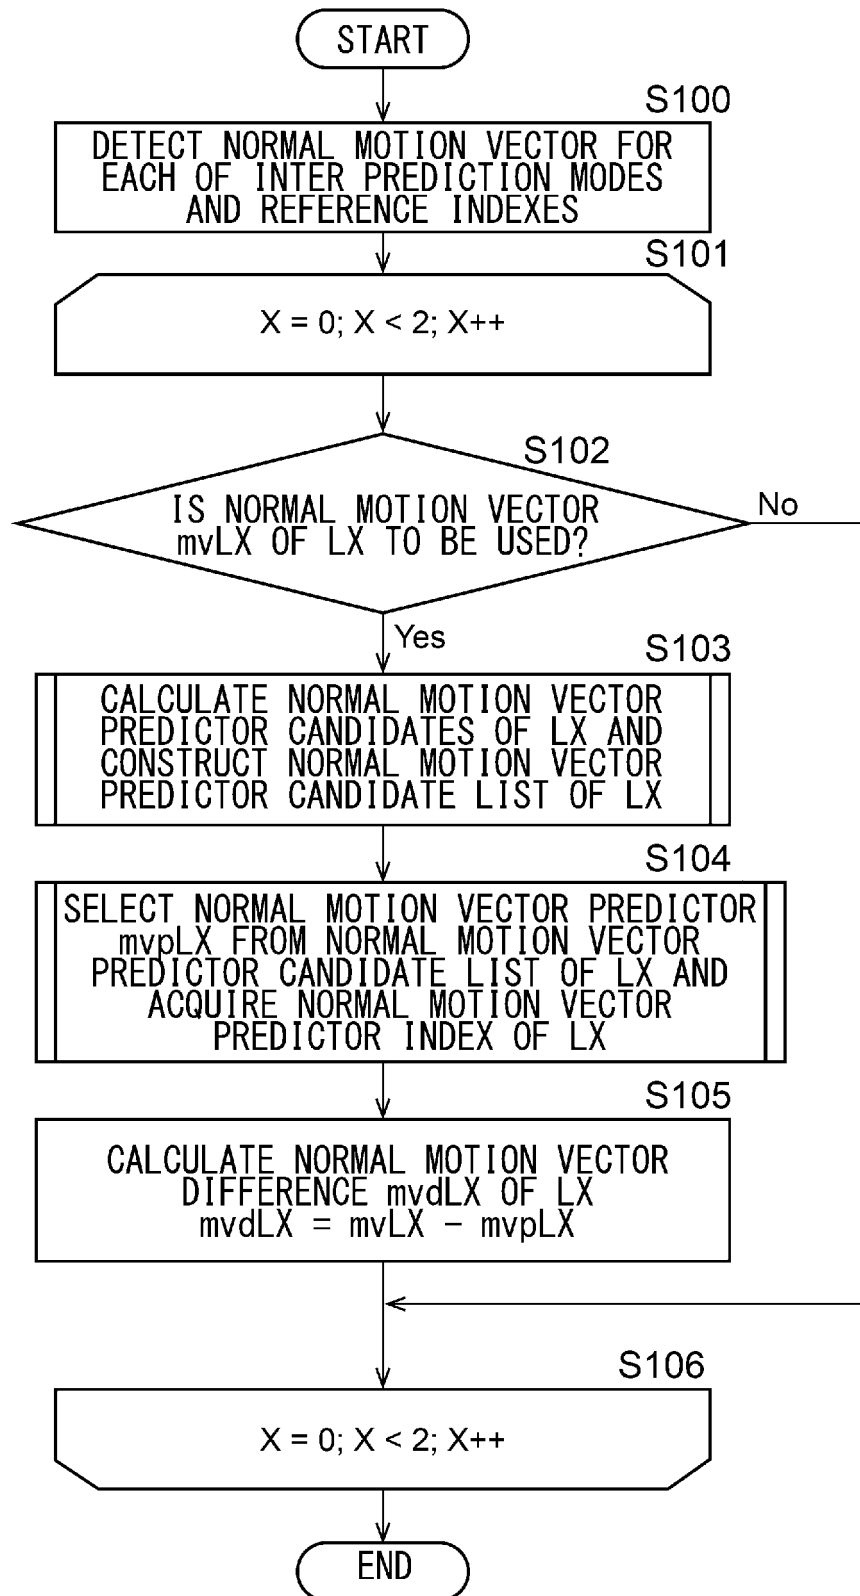 START
S100
DETECT NORMAL MOTION VECTOR FOR
EACH OF INTER PREDICTION MODES
AND REFERENCE INDEXES
S101
X = 0; X < 2; X++
S102
IS NORMAL MOTION VECTOR
mvLX OF LX TO BE USED?
No
Yes
S103
CALCULATE NORMAL MOTION VECTOR
PREDICTOR CANDIDATES OF LX AND
CONSTRUCT NORMAL MOTION VECTOR
PREDICTOR CANDIDATE LIST OF LX
S104
SELECT NORMAL MOTION VECTOR PREDICTOR
mvpLX FROM NORMAL MOTION VECTOR
PREDICTOR CANDIDATE LIST OF LX AND
ACQUIRE NORMAL MOTION VECTOR
PREDICTOR INDEX OF LX
S105
CALCULATE NORMAL MOTION VECTOR
DIFFERENCE mvdLX OF LX
mvdLX = mvLX - mvpLX
S106
X = 0; X < 2; X++
END